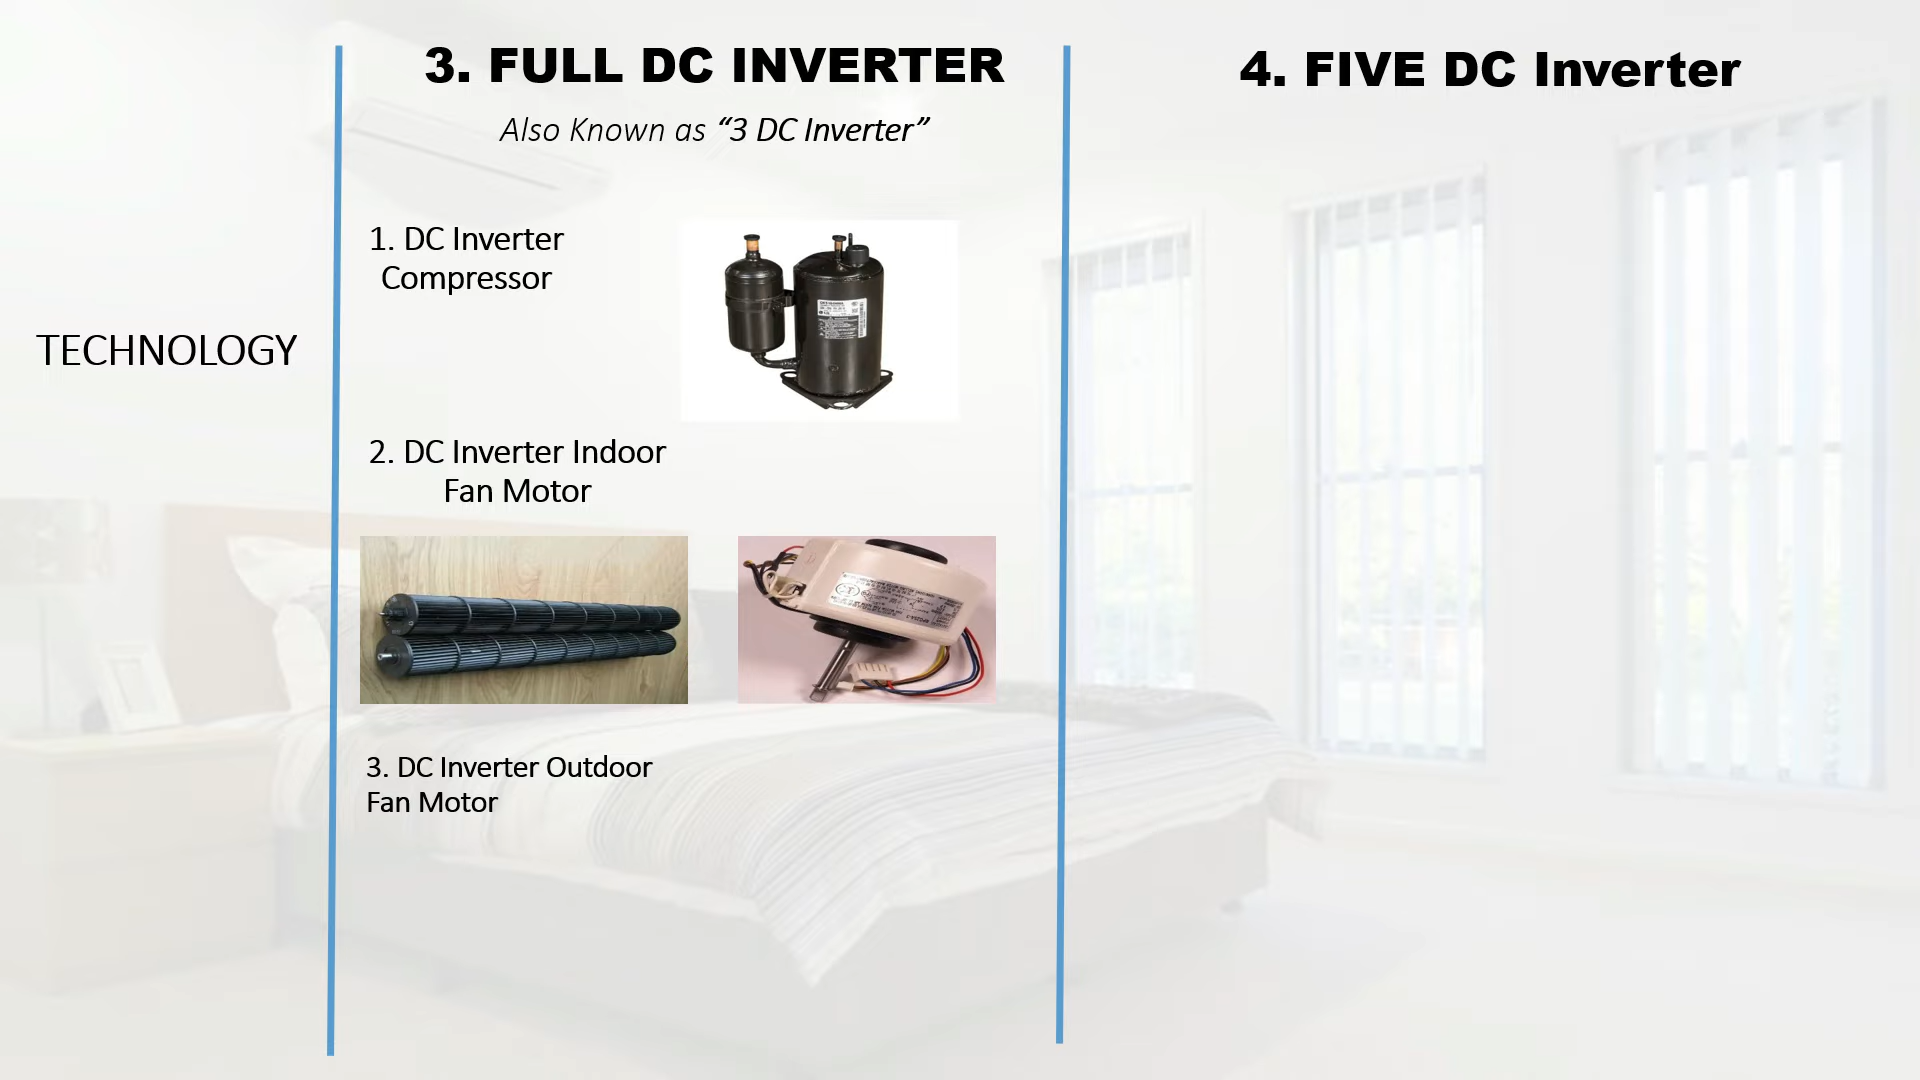 3. FULL DC INVERTER
4. FIVE DC Inverter
Also Known as “3 DC Inverter”
1. DC Inverter
Compressor
TECHNOLOGY
2. DC Inverter Indoor
Fan Motor
3. DC Inverter Outdoor
Fan Motor